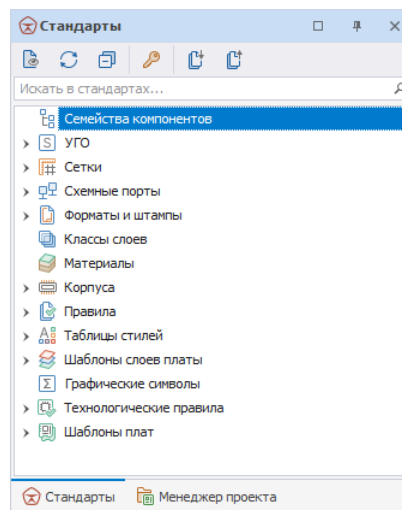 Стандарты
Искать в стандартах...
Семейства компонентов
УГО
Сетки
Схемные порты
Форматы и штампы
Классы слоев
Материалы
Корпуса
Правила
Таблицы стилей
Шаблоны слоев платы
Графические символы
Технологические правила
Шаблоны плат
Стандарты Менеджер проекта